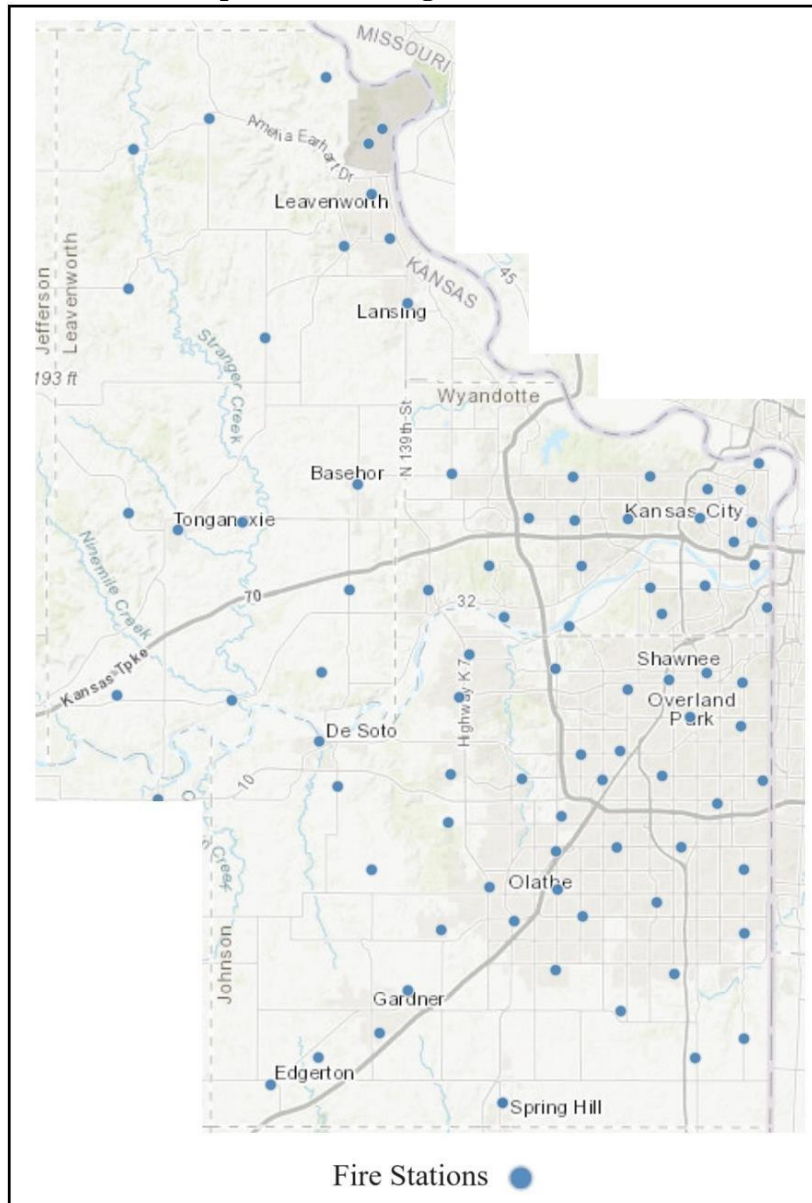 MISSOURI
Amelia Earhart Dr
Leavenworth
KANSAS
45
Jefferson
Leavenworth
Lansing
Stranger Creek
193 ft
Wyandotte
N 139th St
Basehor
Kansas City
Tonganoxie
Ninemile Creek
70
32
Kansas Tpke
Shawnee
Highway K 7
Overland
Park
De Soto
10
Creek
Olathe
Johnson
Gardner
Edgerton
Spring Hill
Fire Stations